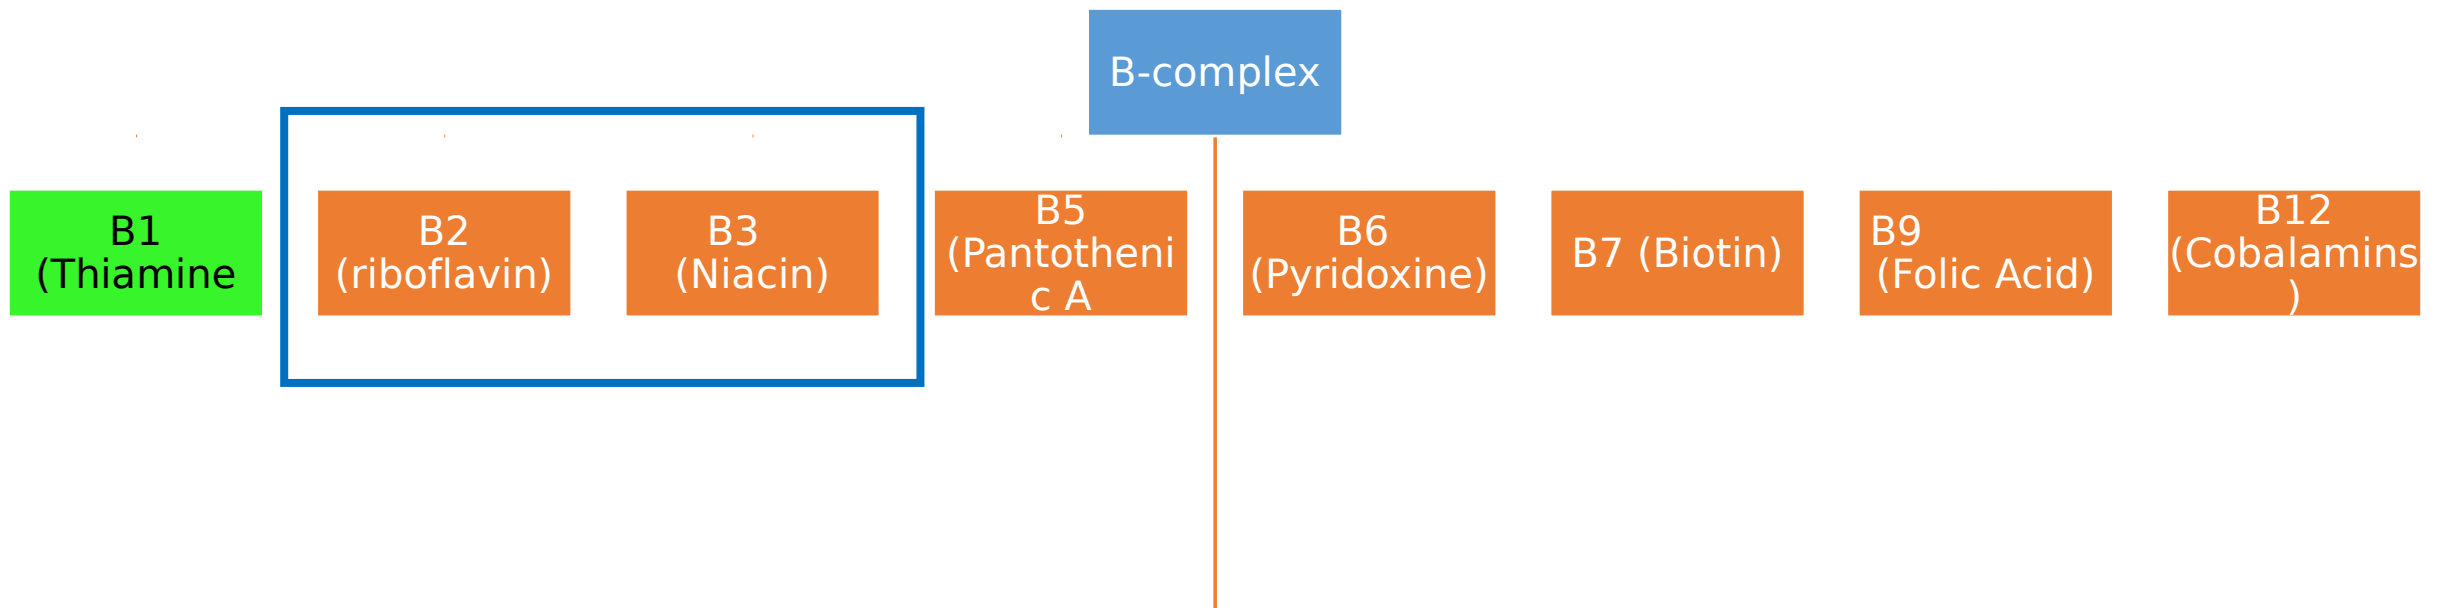 B-complex
B1
(Thiamine
B2
(riboflavin)
B3
(Niacin)
B5
(Pantotheni
c A
B6
(Pyridoxine)
B7 (Biotin)
B9
(Folic Acid)
B12
(Cobalamins
)